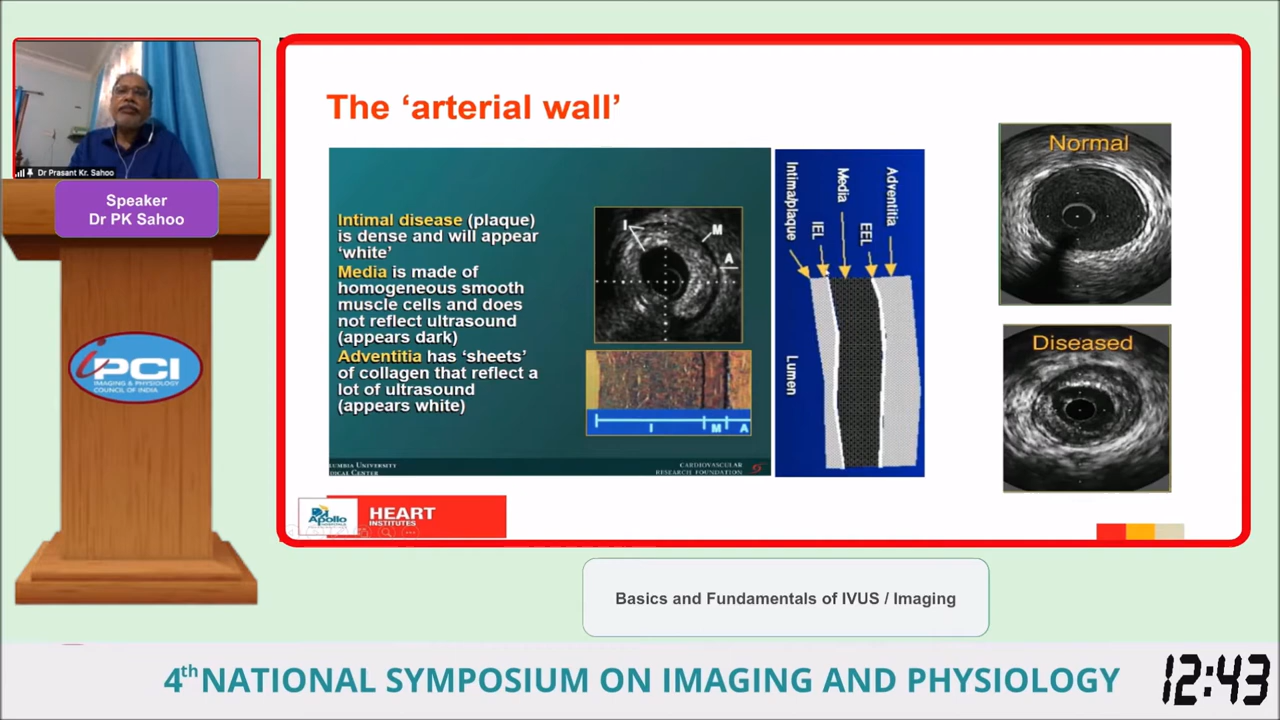 Dr Prasant Kr. Sahoo
Speaker
Dr PK Sahoo
iPCI
IMAGING & PHYSIOLOGY
COUNCIL OF INDIA
The ‘arterial wall’
Intimal disease (plaque)
is dense and will appear
‘white’
Media is made of
homogeneous smooth
muscle cells and does
not reflect ultrasound
(appears dark)
Adventitia has ‘sheets’
of collagen that reflect a
lot of ultrasound
(appears white)
I
M
A
I
M
A
CARDIOVASCULAR
RESEARCH FOUNDATION
Intima/plaque
IEL
Media
EEL
Adventitia
Lumen
Normal
Diseased
Apollo
HEART
INSTITUTES
Basics and Fundamentals of IVUS / Imaging
4th NATIONAL SYMPOSIUM ON IMAGING AND PHYSIOLOGY
12:43